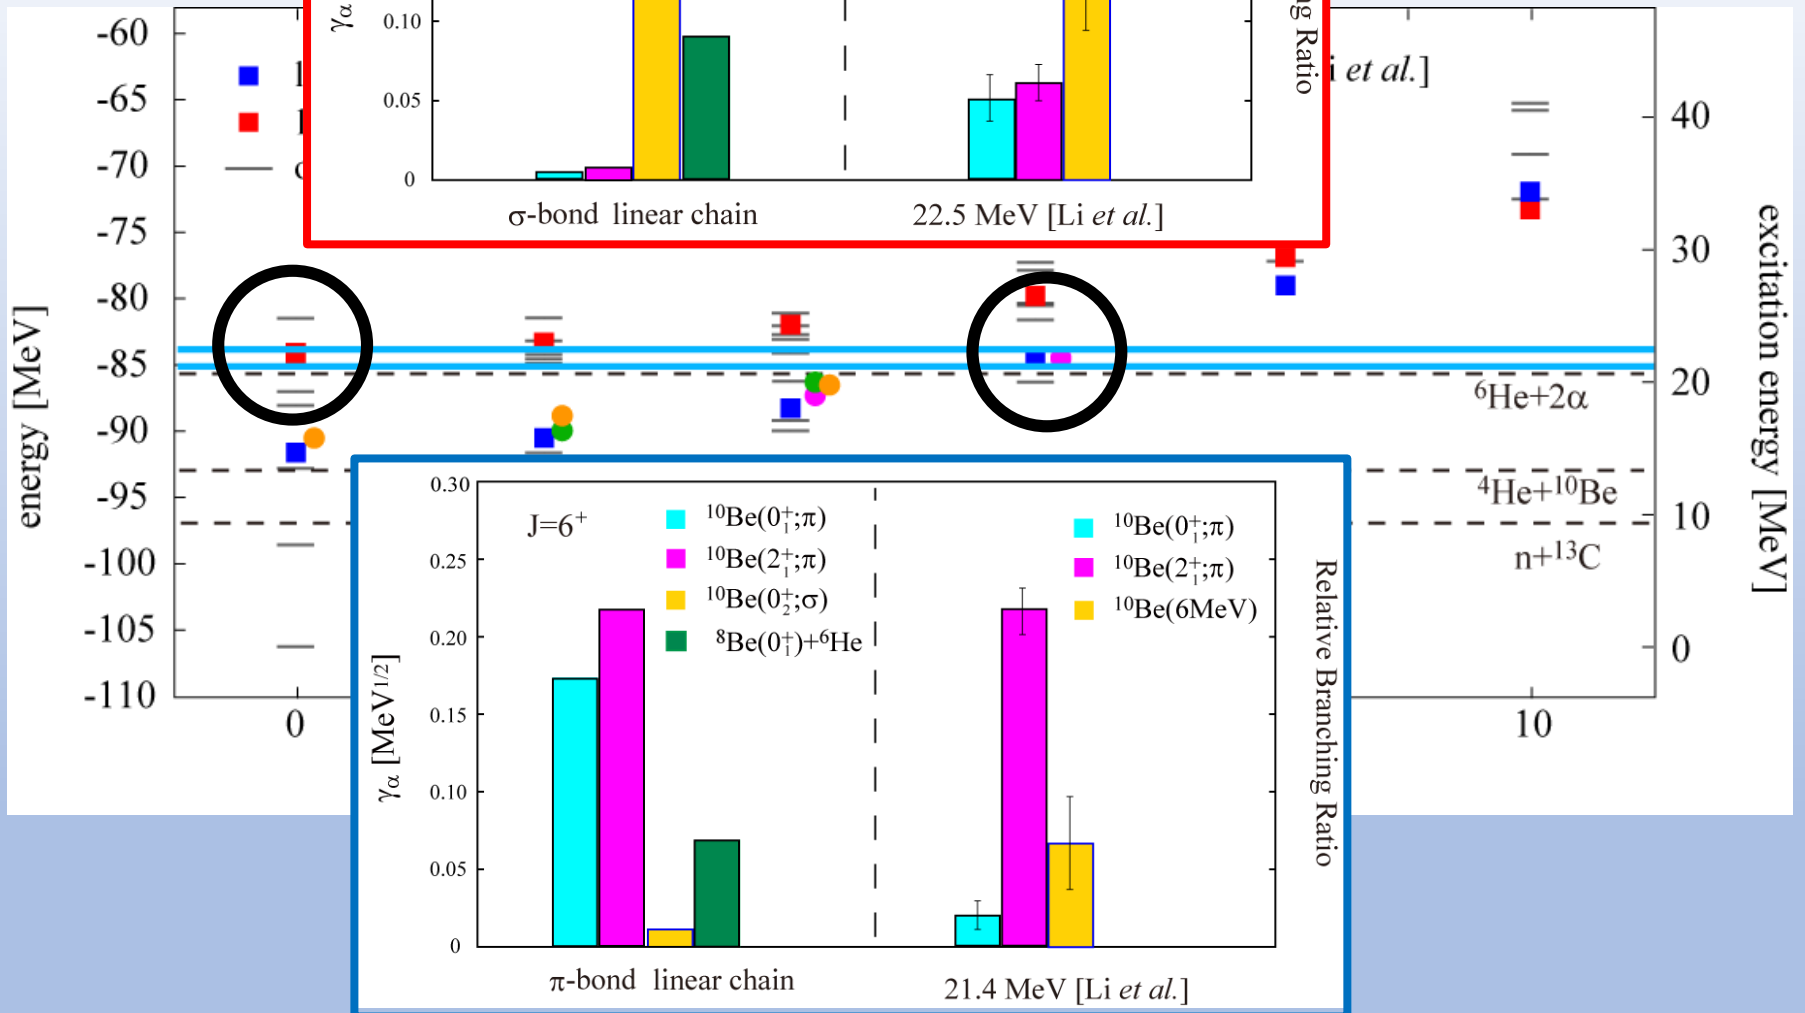 -60
-65
-70
-75
-80
-85
-90
-95
-100
-105
-110
energy [MeV]
0
10
40
30
20
10
0
excitation energy [MeV]
et al.]
⁶He+2α
⁴He+¹⁰Be
n+¹³C
γα
0.10
0.05
0
Ratio
σ-bond linear chain
22.5 MeV [Li et al.]
0.30
0.25
0.20
0.15
0.10
0.05
0
γα [MeV¹ᐟ²]
J=6⁺
¹⁰Be(0⁺₁;π)
¹⁰Be(2⁺₁;π)
¹⁰Be(0⁺₂;σ)
⁸Be(0⁺₁)+⁶He
¹⁰Be(0⁺₁;π)
¹⁰Be(2⁺₁;π)
¹⁰Be(6MeV)
Relative Branching Ratio
π-bond linear chain
21.4 MeV [Li et al.]